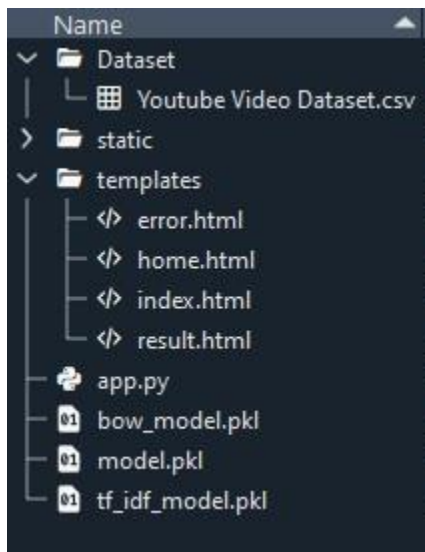 Name
Dataset
Youtube Video Dataset.csv
static
templates
error.html
home.html
index.html
result.html
app.py
bow_model.pkl
model.pkl
tf_idf_model.pkl